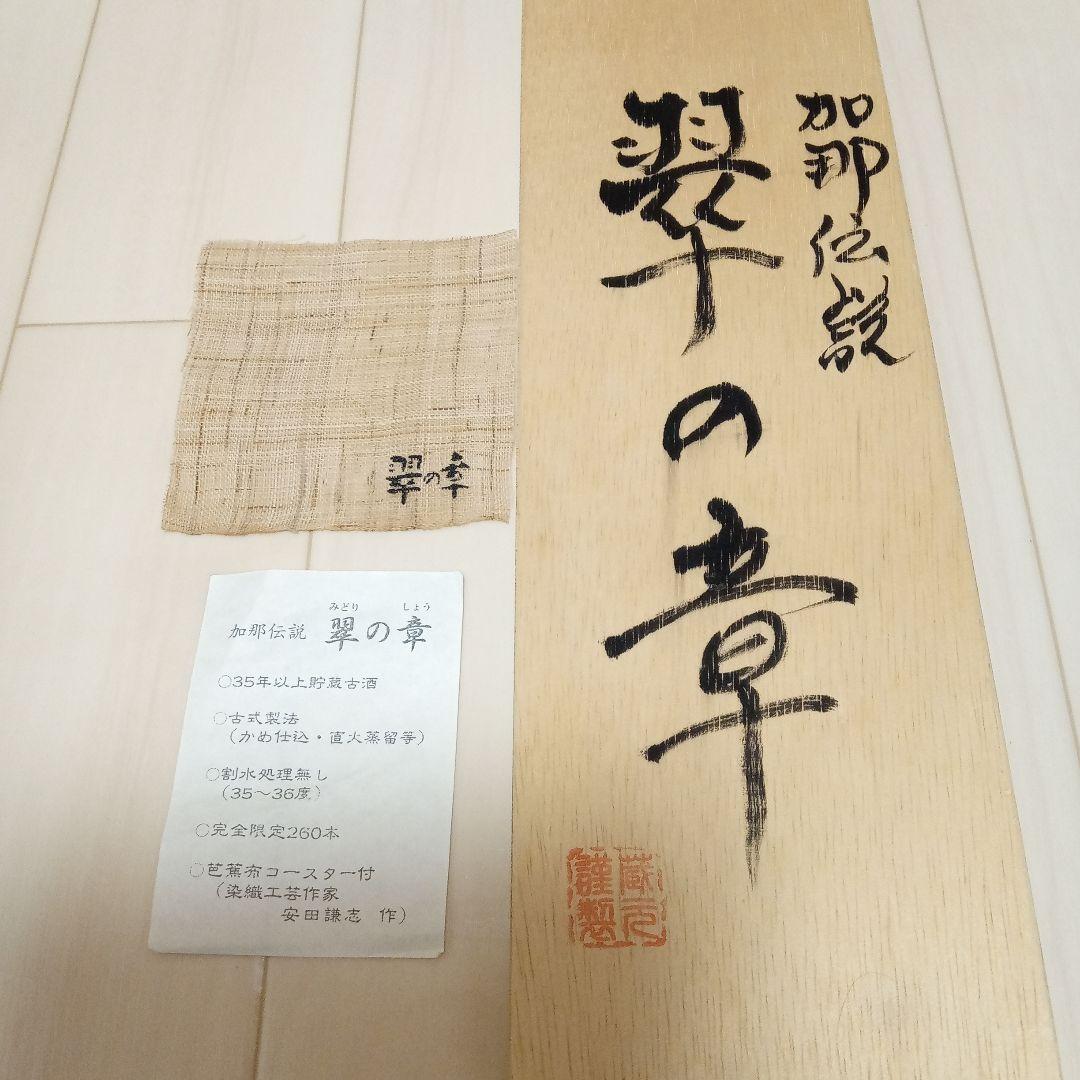 加那伝説
翠の章
蔵元
謹製
翠の章
みどり しょう
加那伝説 翠の章
○35年以上貯蔵古酒
○古式製法
（かめ仕込・直火蒸留等）
○割水処理無し
（35～36度）
○完全限定260本
○芭蕉布コースター付
（染織工芸作家
安田謙志 作）